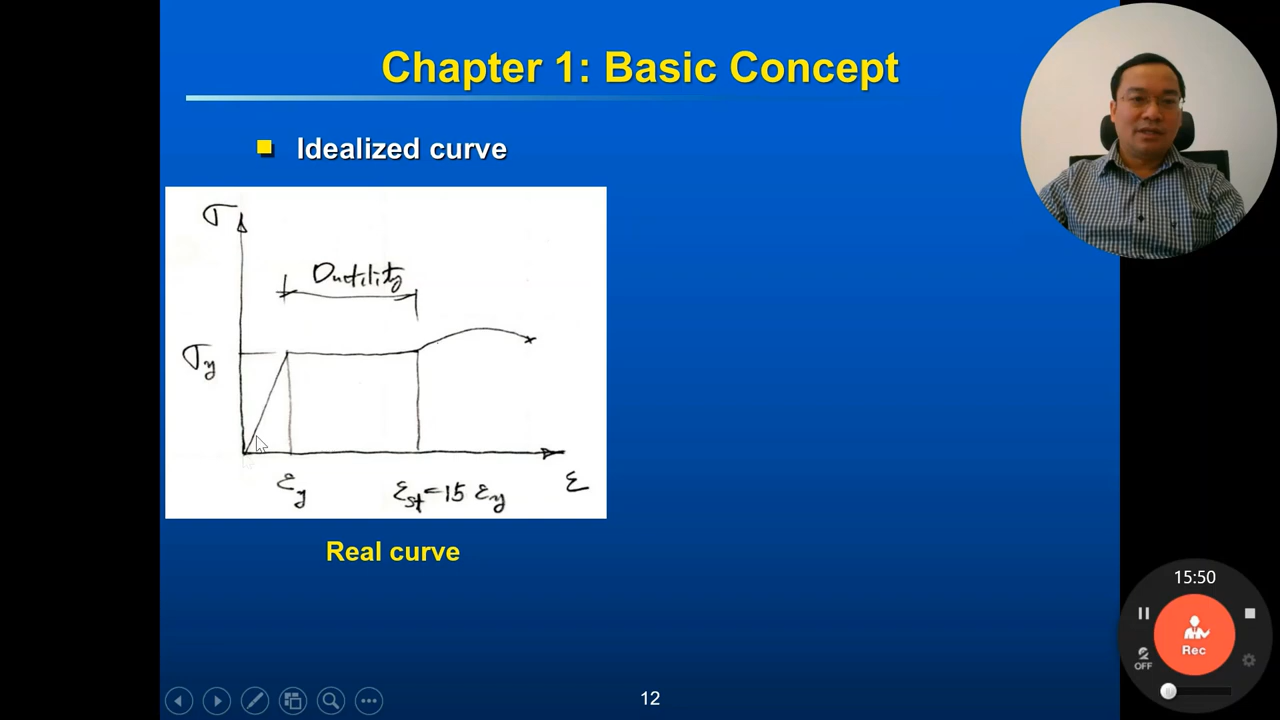 Chapter 1: Basic Concept
Idealized curve
σ
Ductility
σy
εy
εst=15 εy
ε
Real curve
15:50
Rec
OFF
12